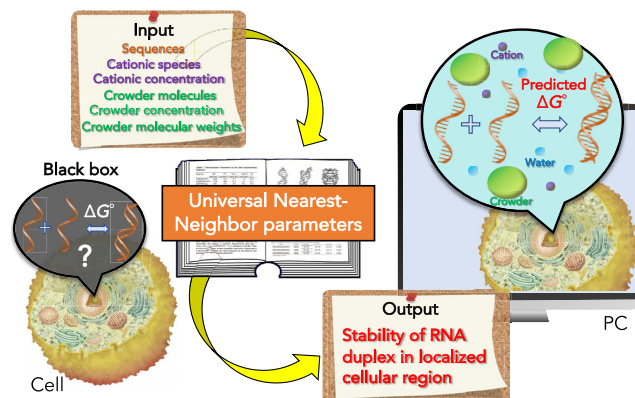 Input
Sequences
Cationic species
Cationic concentration
Crowder molecules
Crowder concentration
Crowder molecular weights
Black box
+
ΔG°
?
Cell
Universal Nearest-
Neighbor parameters
Cation
Predicted
ΔG°
+
Water
Crowder
PC
Output
Stability of RNA
duplex in localized
cellular region